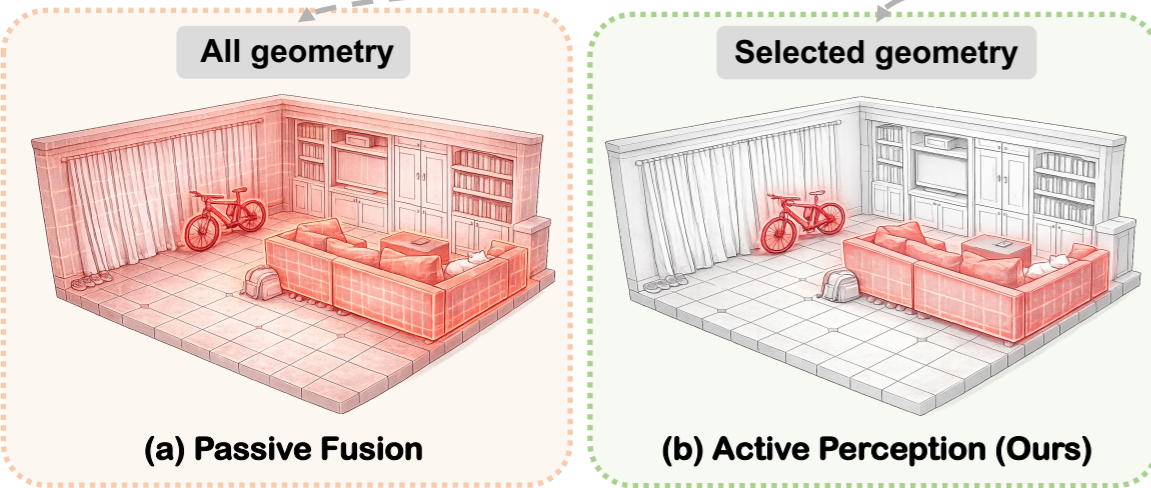 All geometry
Selected geometry
(a) Passive Fusion
(b) Active Perception (Ours)